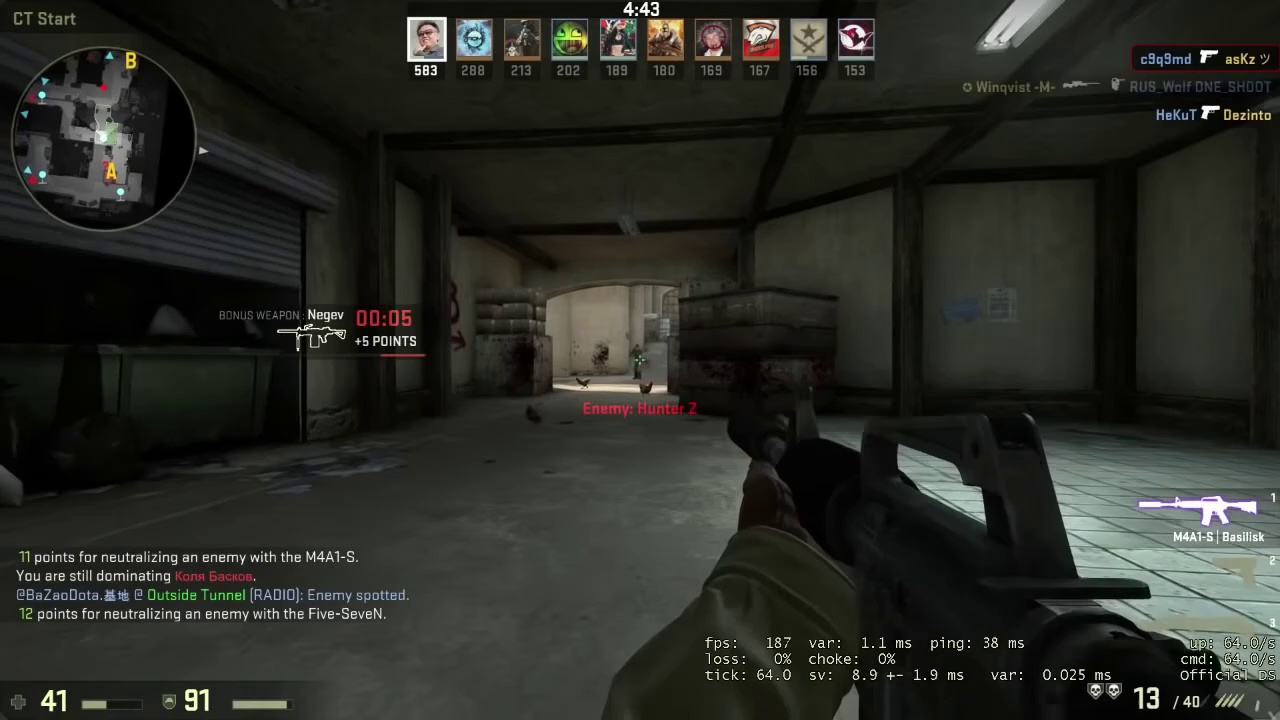 CT Start
4:43
583 288 213 202 189 180 169 167 156 153
B
A
c9q9md asKz ツ
Winqvist -M- RUS_Wolf ONE_SHOOT
HeKUT Dezinto
BONUS WEAPON: Negev 00:05
+5 POINTS
Enemy: Hunter Z
1
M4A1-S | Basilisk
2
3
11 points for neutralizing an enemy with the M4A1-S.
You are still dominating Коля Басков.
@BaZaoDota.基地 @ Outside Tunnel (RADIO): Enemy spotted.
12 points for neutralizing an enemy with the Five-SeveN.
fps: 187 var: 1.1 ms ping: 38 ms up: 64.0/s
loss: 0% choke: 0% cmd: 64.0/s
tick: 64.0 sv: 8.9 +- 1.9 ms var: 0.025 ms Official DS
41 91 13 / 40